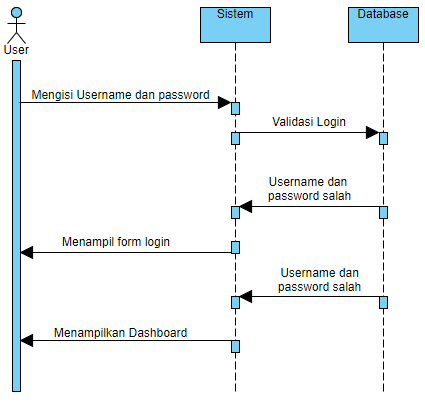 Sistem
Database
User
Mengisi Username dan password
Validasi Login
Username dan
password salah
Menampil form login
Username dan
password salah
Menampilkan Dashboard